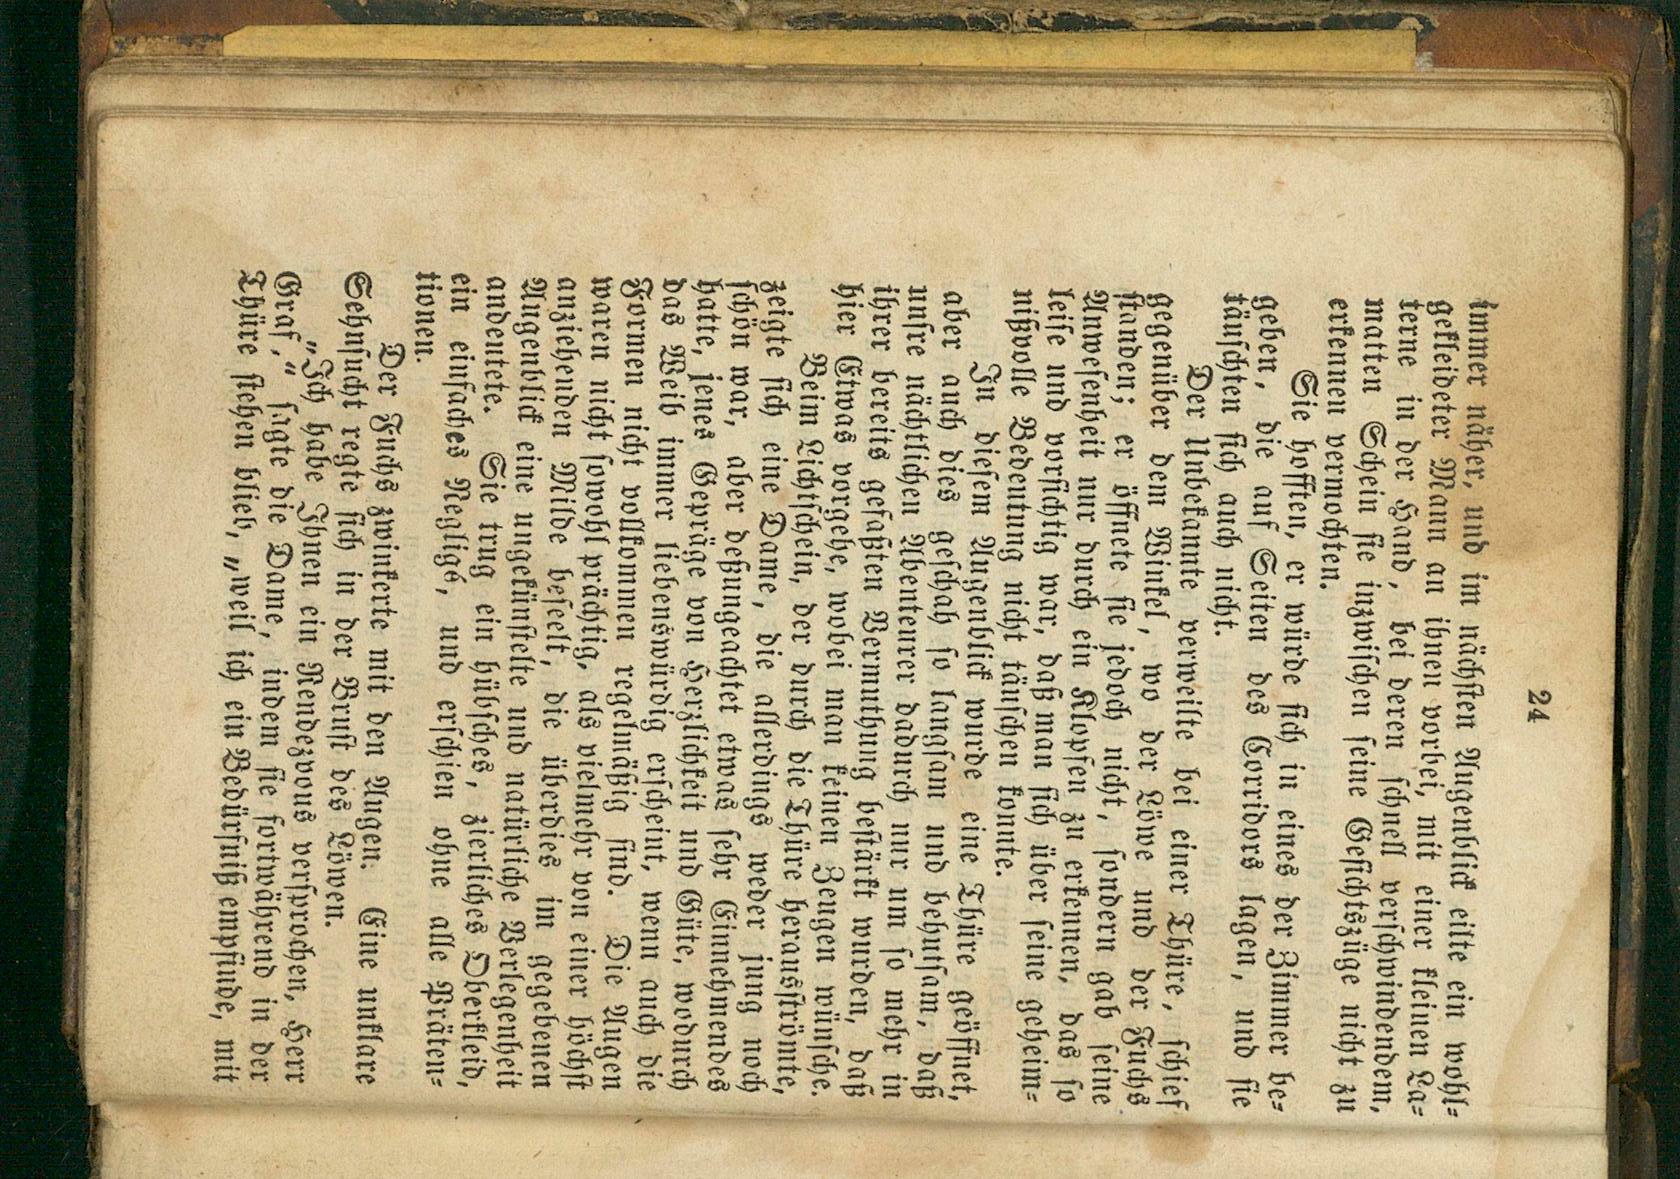 24
immer näher, und im nächſten Augenblick eilte ein wohl-
gekleideter Mann an ihnen vorbei, mit einer kleinen La-
terne in der Hand, bei deren ſchnell verſchwindendem,
matten Schein ſie inzwiſchen ſeine Geſichtszüge nicht zu
erkennen vermochten.
Sie hofften, er würde ſich in eines der Zimmer be-
geben, die auf Seiten des Corridors lagen, und ſie
täuſchten ſich auch nicht.
Der Unbekannte verweilte bei einer Thüre, ſchief
gegenüber dem Winkel, wo der Löwe und der Fuchs
ſtanden; er öffnete ſie jedoch nicht, ſondern gab ſeine
Anweſenheit nur durch ein Klopfen zu erkennen, das ſo
leiſe und vorſichtig war, daß man ſich über ſeine geheim-
nißvolle Bedeutung nicht täuſchen konnte.
In dieſem Augenblick wurde eine Thüre geöffnet,
aber auch dies geſchah ſo langſam und behutſam, daß
unſre nächtlichen Abenteurer dadurch nur um ſo mehr in
ihrer bereits gefaßten Vermuthung beſtärkt wurden, daß
hier Etwas vorgehe, wobei man keinen Zeugen wünſche.
Beim Lichtſchein, der durch die Thüre herausſtrömte,
zeigte ſich eine Dame, die allerdings weder jung noch
ſchön war, aber deßungeachtet etwas ſehr Einnehmendes
hatte, jenes Gepräge von Herzlichkeit und Güte, wodurch
das Weib immer liebenswürdig erſcheint, wenn auch die
Formen nicht vollkommen regelmäßig ſind. Die Augen
waren nicht ſowohl prächtig, als vielmehr von einer höchſt
anziehenden Milde beſeelt, die überdies im gegebenen
Augenblick eine ungekünſtelte und natürliche Verlegenheit
andeutete. Sie trug ein hübſches, zierliches Oberkleid,
ein einfaches Negligé, und erſchien ohne alle Präten-
tionen.
Der Fuchs zwinkerte mit den Augen. Eine unklare
Sehnſucht regte ſich in der Bruſt des Löwen.
„Ich habe Ihnen ein Rendezvous verſprochen, Herr
Graf,“ ſagte die Dame, indem ſie fortwährend in der
Thüre ſtehen blieb, „weil ich ein Bedürfniß empfinde, mit